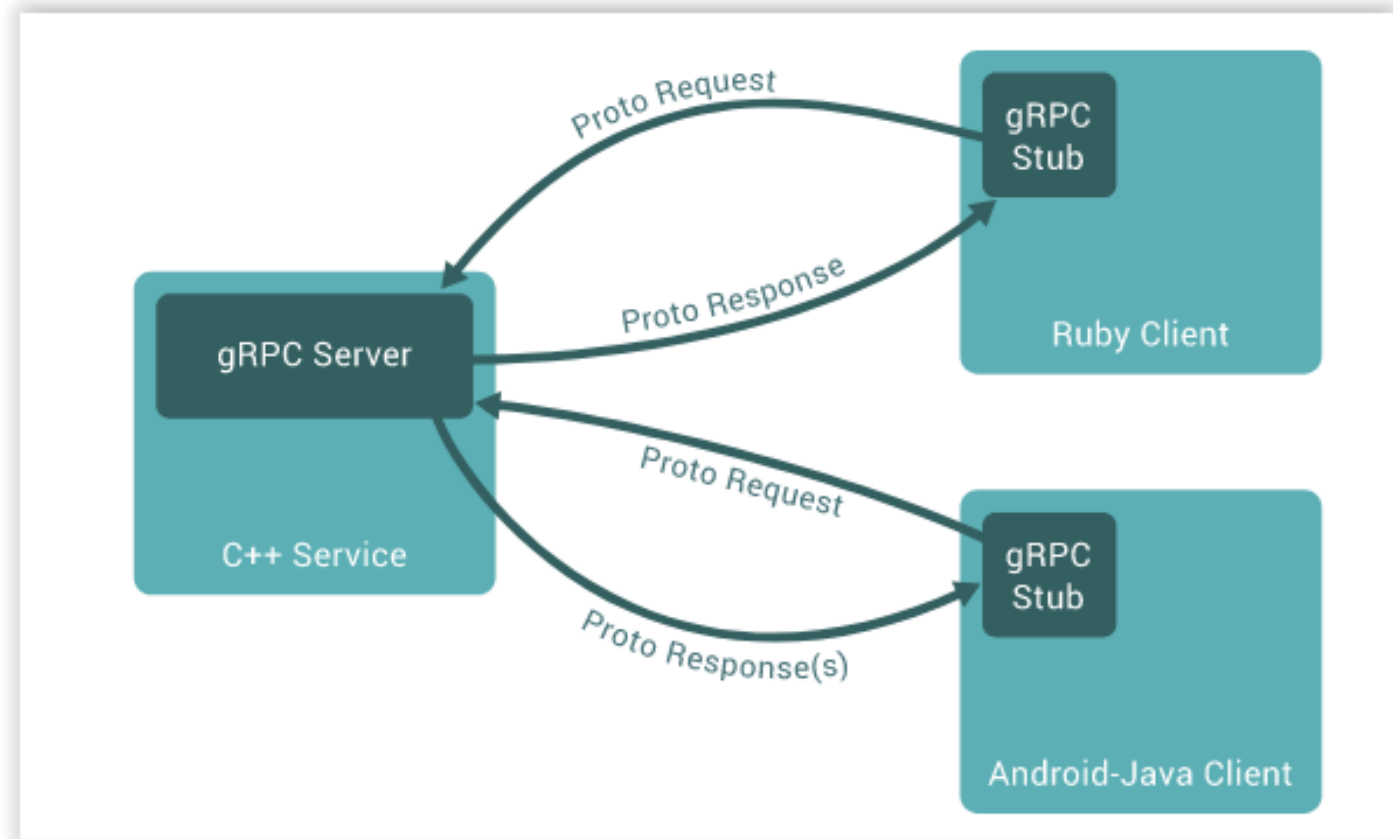 Proto Request
gRPC
Stub
Proto Response
Ruby Client
gRPC Server
C++ Service
Proto Request
gRPC
Stub
Proto Response(s)
Android-Java Client